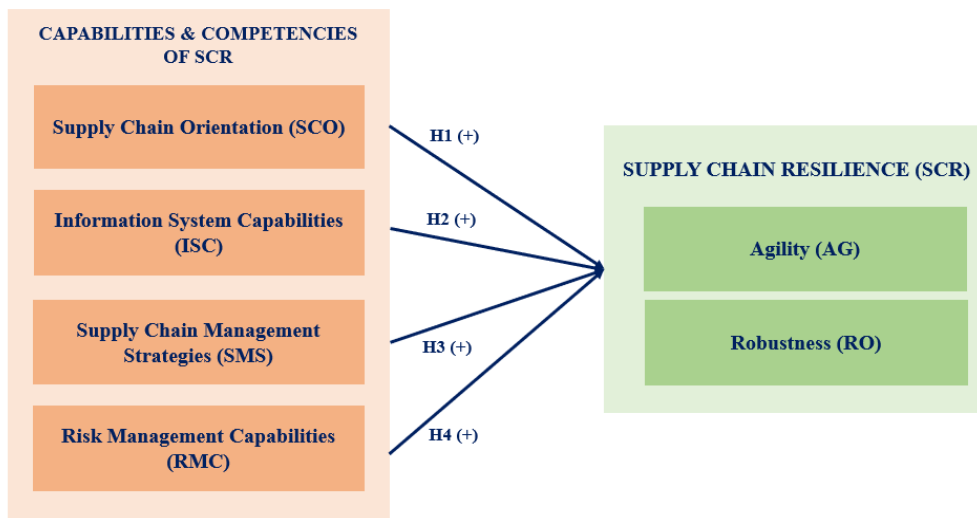 CAPABILITIES & COMPETENCIES
OF SCR
Supply Chain Orientation (SCO)
Information System Capabilities
(ISC)
Supply Chain Management
Strategies (SMS)
Risk Management Capabilities
(RMC)
H1 (+)
H2 (+)
H3 (+)
H4 (+)
SUPPLY CHAIN RESILIENCE (SCR)
Agility (AG)
Robustness (RO)